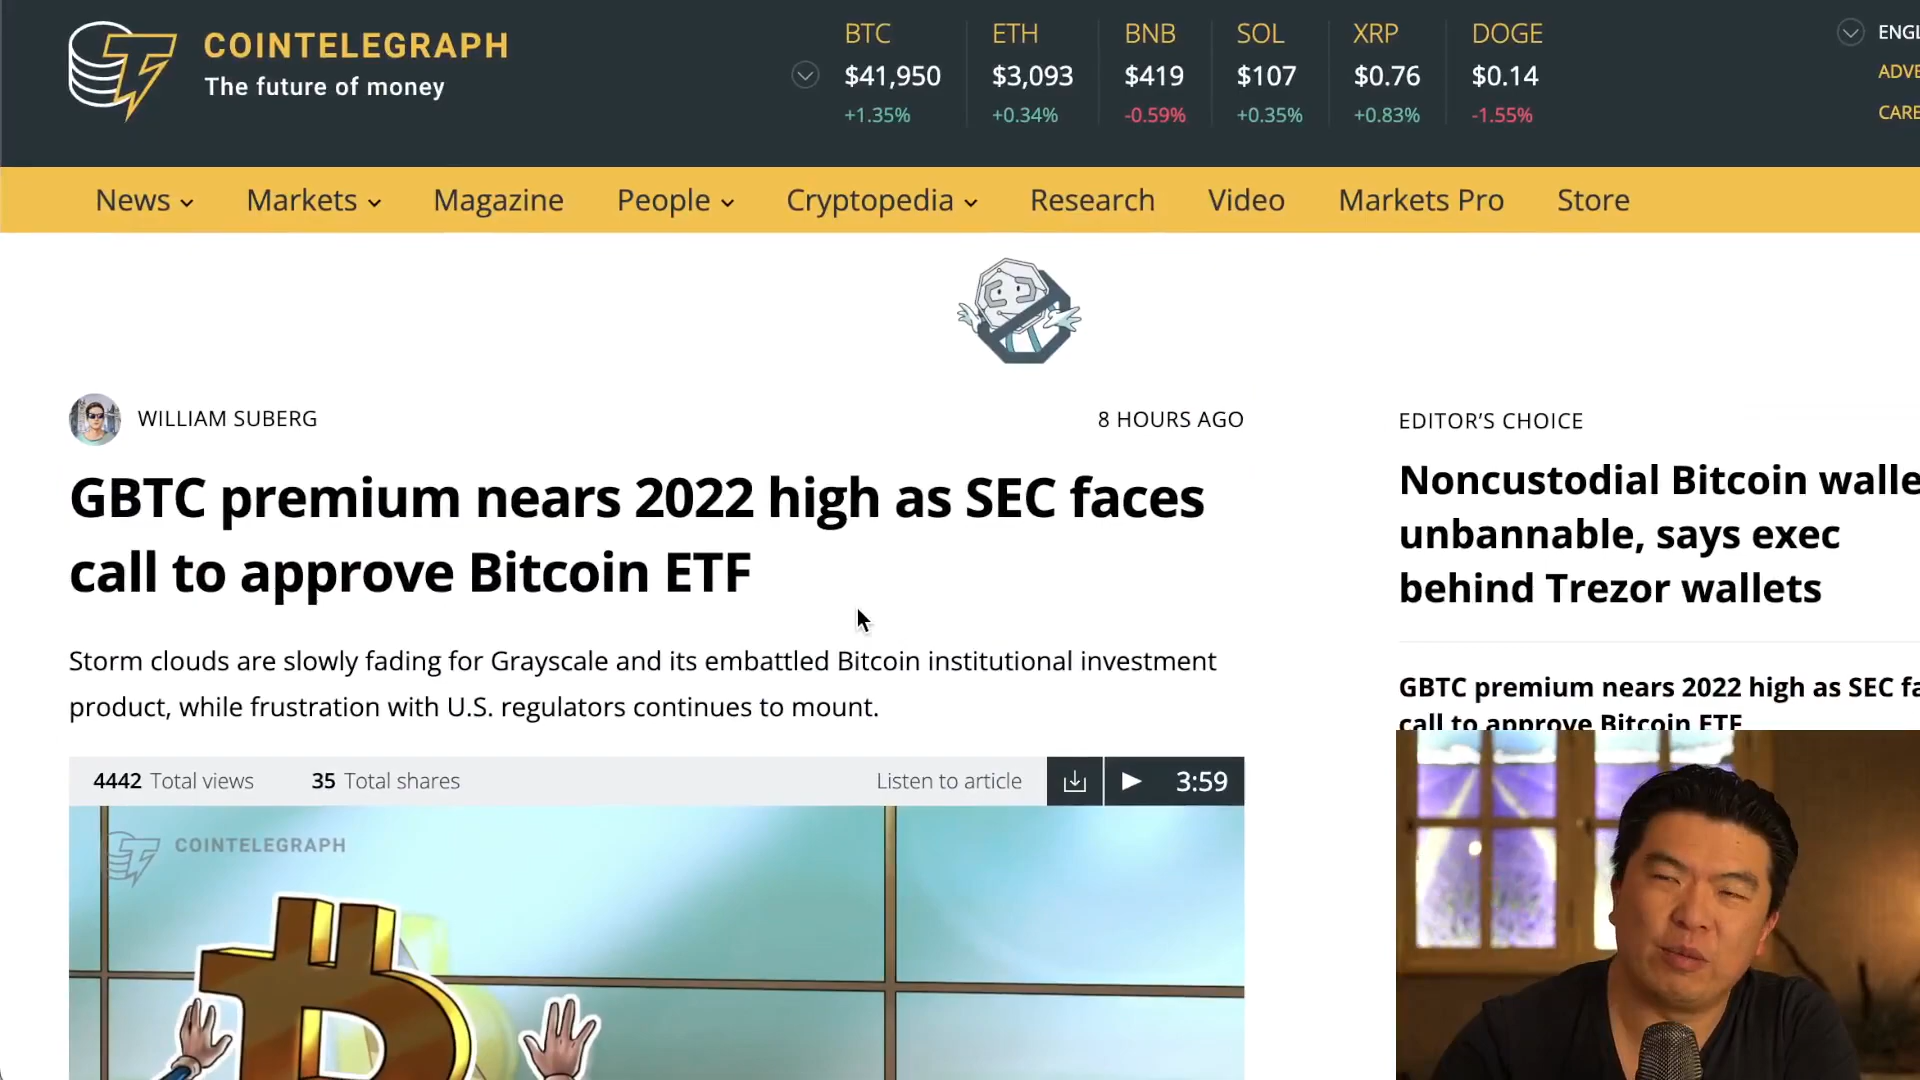 COINTELEGRAPH
The future of money
BTC
$41,950
+1.35%
ETH
$3,093
+0.34%
BNB
$419
-0.59%
SOL
$107
+0.35%
XRP
$0.76
+0.83%
DOGE
$0.14
-1.55%
ENGL
ADVE
CARE
News Markets Magazine People Cryptopedia Research Video Markets Pro Store
WILLIAM SUBERG
8 HOURS AGO
GBTC premium nears 2022 high as SEC faces
call to approve Bitcoin ETF
Storm clouds are slowly fading for Grayscale and its embattled Bitcoin institutional investment
product, while frustration with U.S. regulators continues to mount.
4442 Total views 35 Total shares Listen to article 3:59
COINTELEGRAPH
EDITOR'S CHOICE
Noncustodial Bitcoin walle
unbannable, says exec
behind Trezor wallets
GBTC premium nears 2022 high as SEC fa
call to approve Bitcoin ETF